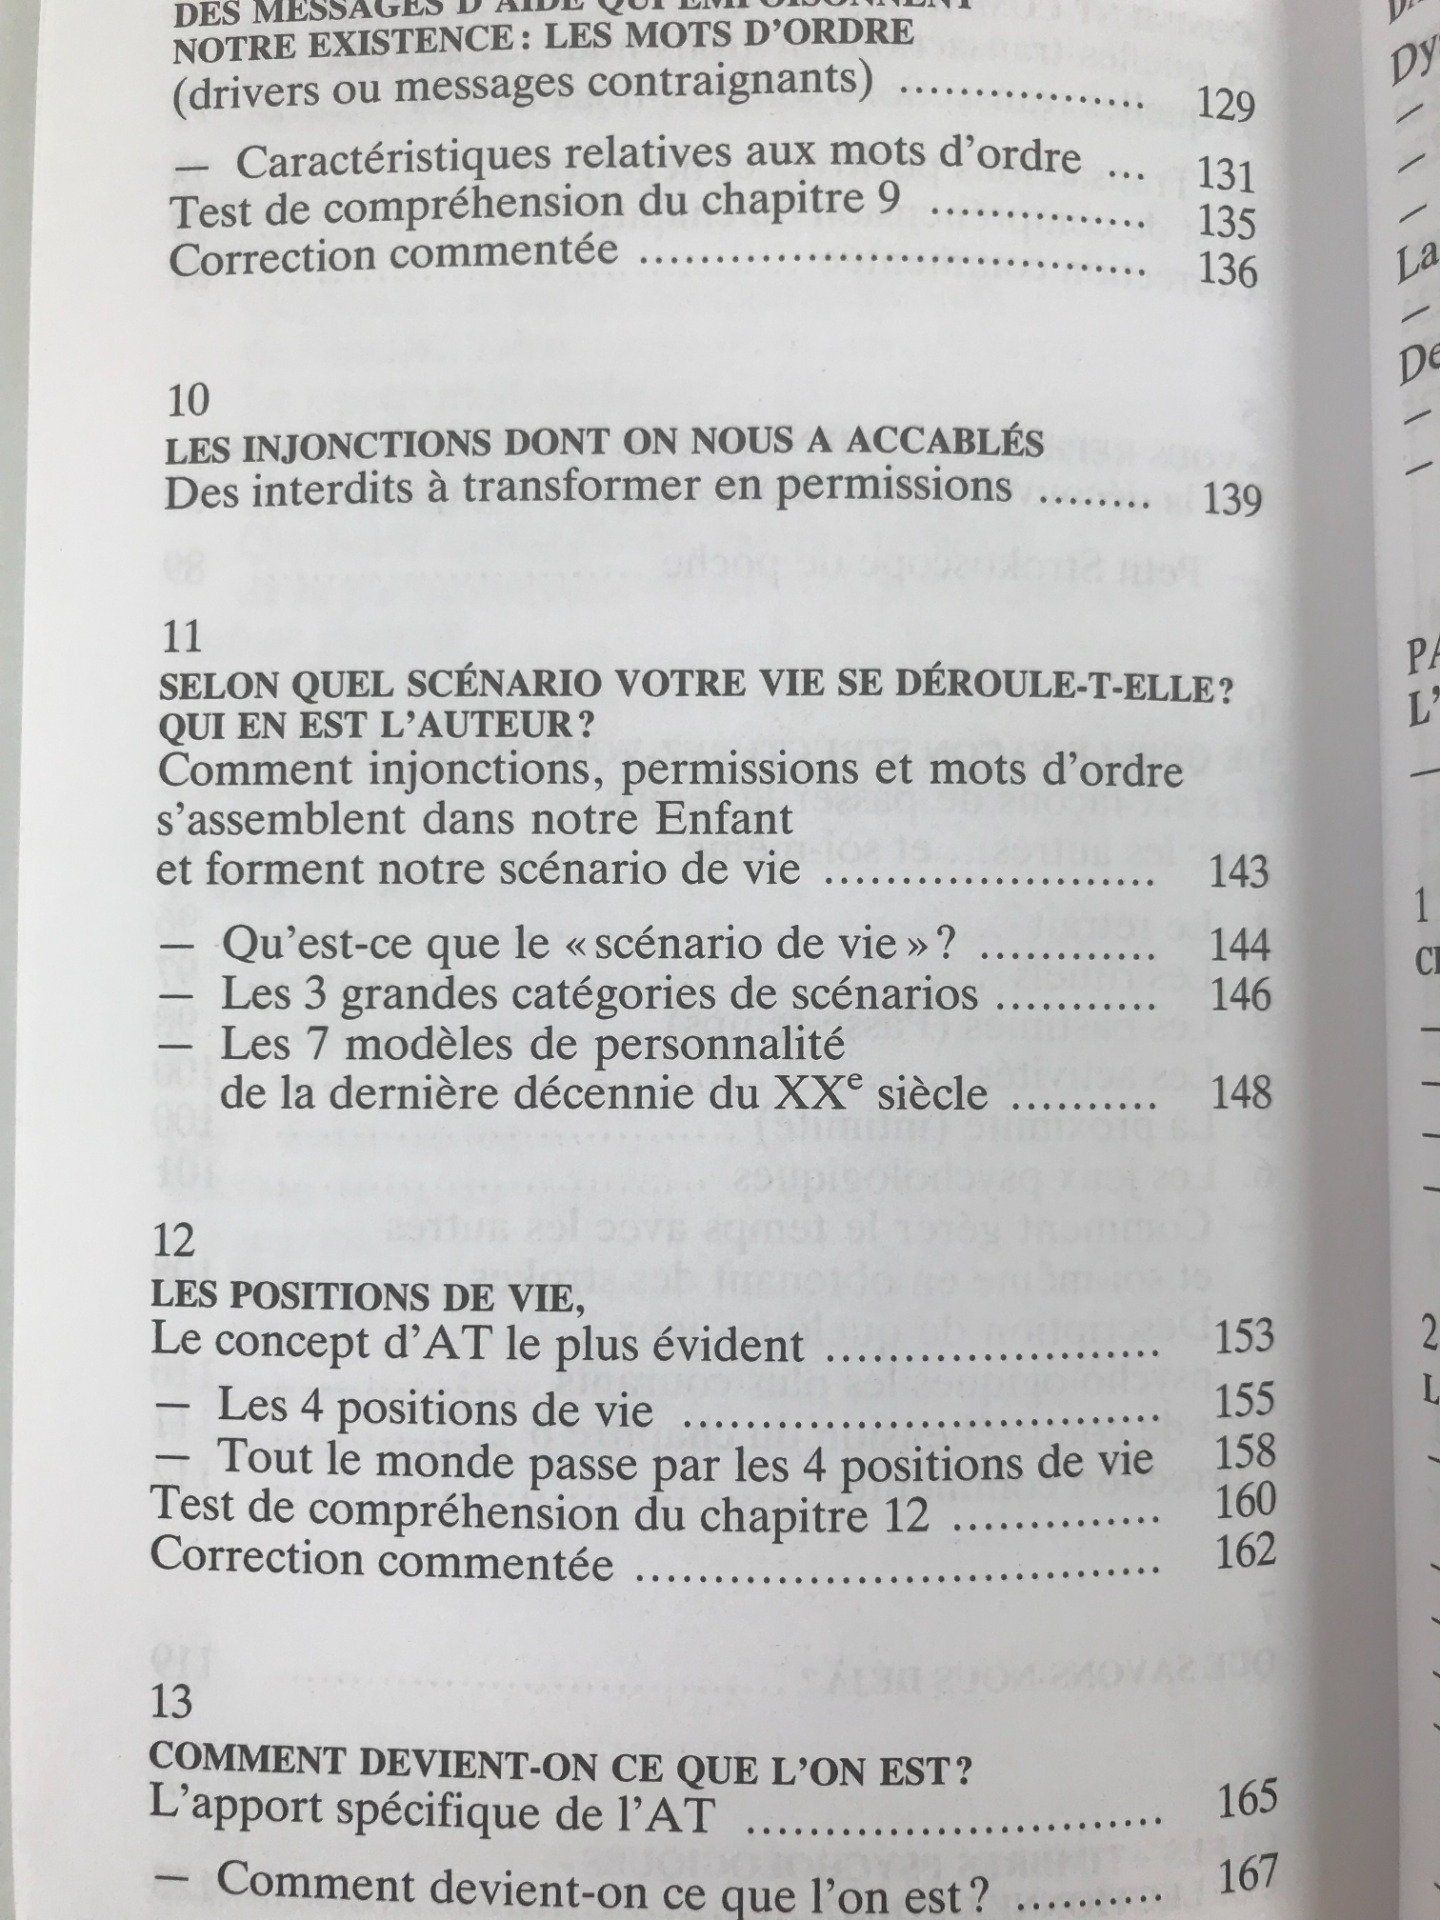 DES MESSAGES D'AIDE QUI EMPOISONNENT
NOTRE EXISTENCE : LES MOTS D'ORDRE
(drivers ou messages contraignants) ................. 129
— Caractéristiques relatives aux mots d'ordre ... 131
Test de compréhension du chapitre 9 ............... 135
Correction commentée .................................. 136
10
LES INJONCTIONS DONT ON NOUS A ACCABLÉS
Des interdits à transformer en permissions ........ 139
11
SELON QUEL SCÉNARIO VOTRE VIE SE DÉROULE-T-ELLE ?
QUI EN EST L'AUTEUR ?
Comment injonctions, permissions et mots d'ordre
s'assemblent dans notre Enfant
et forment notre scénario de vie ...................... 143
— Qu'est-ce que le « scénario de vie » ? ............ 144
— Les 3 grandes catégories de scénarios ........... 146
— Les 7 modèles de personnalité
de la dernière décennie du XXe siècle .......... 148
12
LES POSITIONS DE VIE,
Le concept d'AT le plus évident ...................... 153
— Les 4 positions de vie ................................ 155
— Tout le monde passe par les 4 positions de vie 158
Test de compréhension du chapitre 12 .............. 160
Correction commentée ................................... 162
13
COMMENT DEVIENT-ON CE QUE L'ON EST ?
L'apport spécifique de l'AT ............................ 165
— Comment devient-on ce que l'on est ? .......... 167